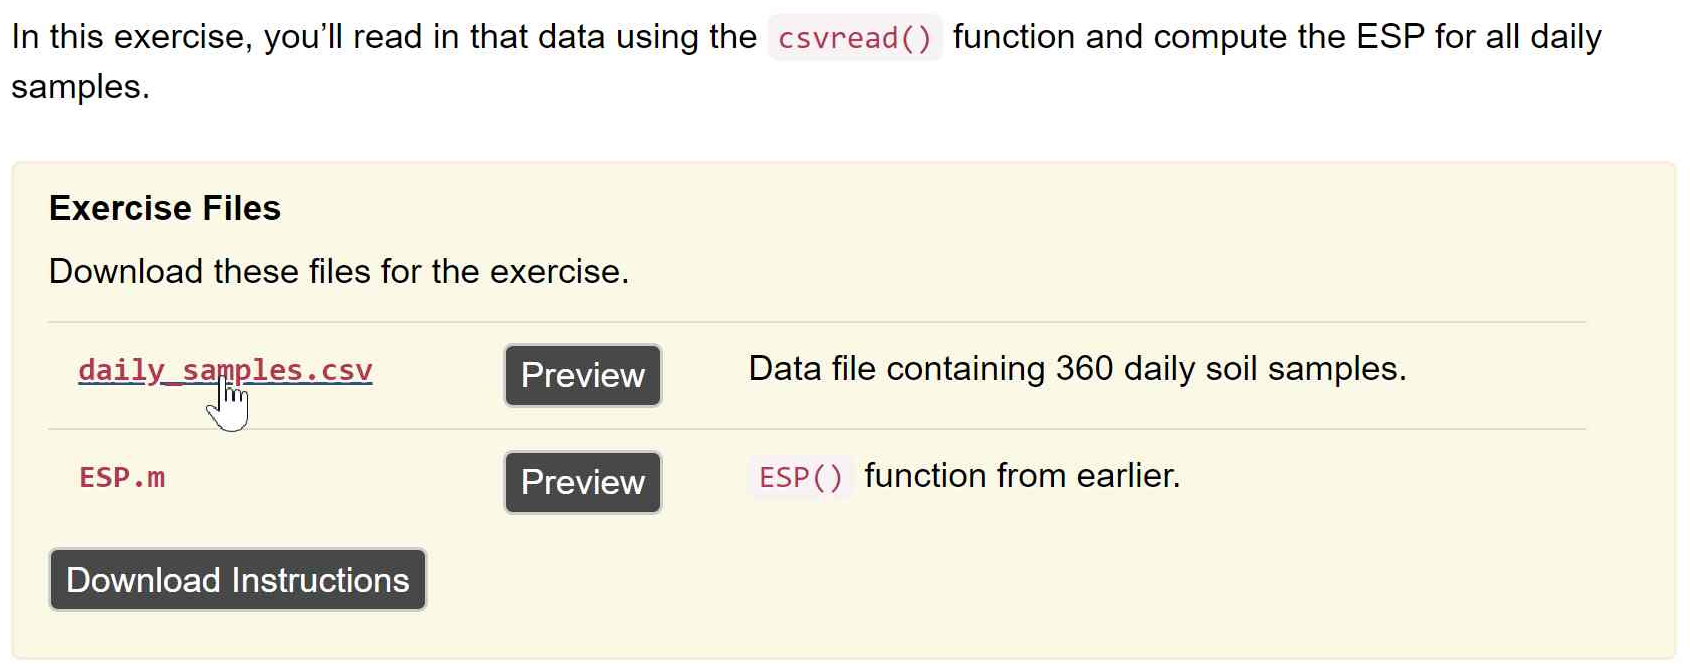 In this exercise, you’ll read in that data using the csvread() function and compute the ESP for all daily
samples.
Exercise Files
Download these files for the exercise.
daily_samples.csv Preview Data file containing 360 daily soil samples.
ESP.m Preview ESP() function from earlier.
Download Instructions